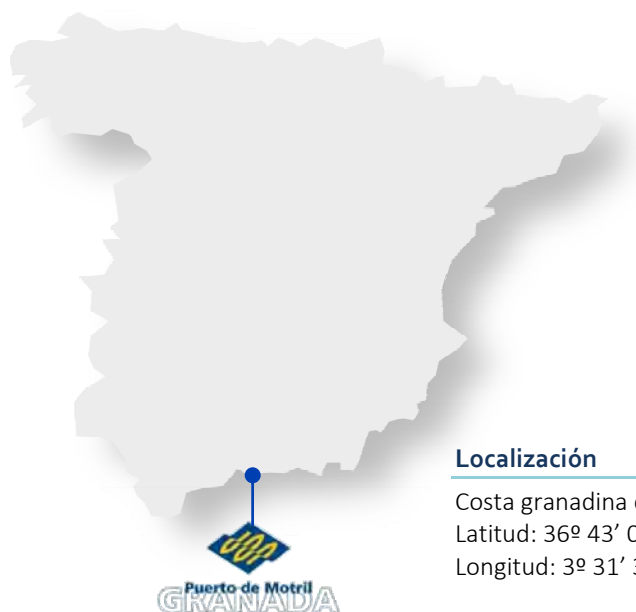 Localización
Costa granadina
Latitud: 36º 43’
Longitud: 3º 31’
Puerto de Motril
GRANADA